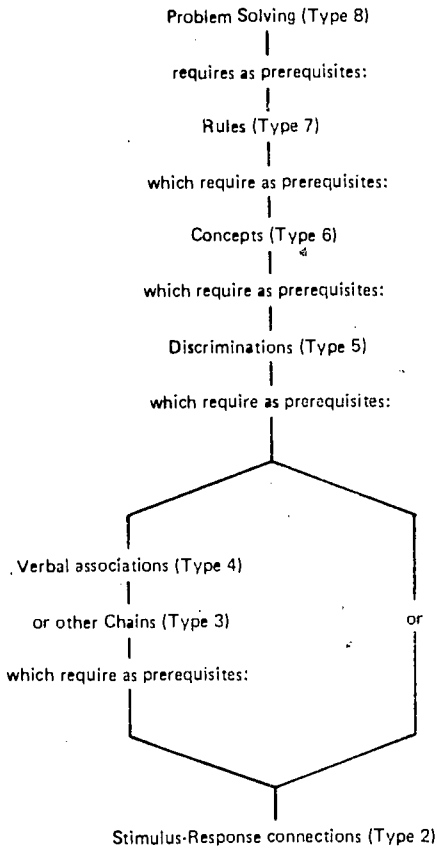 Problem Solving (Type 8)
requires as prerequisites:
Rules (Type 7)
which require as prerequisites:
Concepts (Type 6)
which require as prerequisites:
Discriminations (Type 5)
which require as prerequisites:
Verbal associations (Type 4)
or other Chains (Type 3)
or
which require as prerequisites:
Stimulus-Response connections (Type 2)